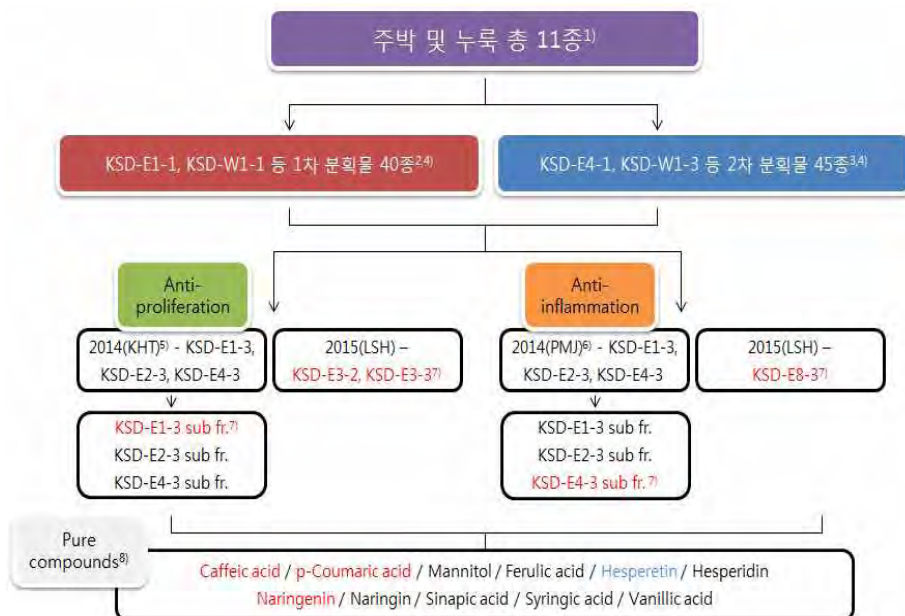 주박 및 누룩 총 11종1)
KSD-E1-1, KSD-W1-1 등 1차 분획물 40종2,4)
KSD-E4-1, KSD-W1-3 등 2차 분획물 45종3,4)
Anti-
proliferation
2014(KHT)5) - KSD-E1-3,
KSD-E2-3, KSD-E4-3
2015(LSH) –
KSD-E3-2, KSD-E3-37)
Anti-
inflammation
2014(PMJ)6) - KSD-E1-3,
KSD-E2-3, KSD-E4-3
2015(LSH) –
KSD-E8-37)
KSD-E1-3 sub fr.7)
KSD-E2-3 sub fr.
KSD-E4-3 sub fr.
KSD-E1-3 sub fr.
KSD-E2-3 sub fr.
KSD-E4-3 sub fr.7)
Pure
compounds8)
Caffeic acid / p-Coumaric acid / Mannitol / Ferulic acid / Hesperetin / Hesperidin
Naringenin / Naringin / Sinapic acid / Syringic acid / Vanillic acid